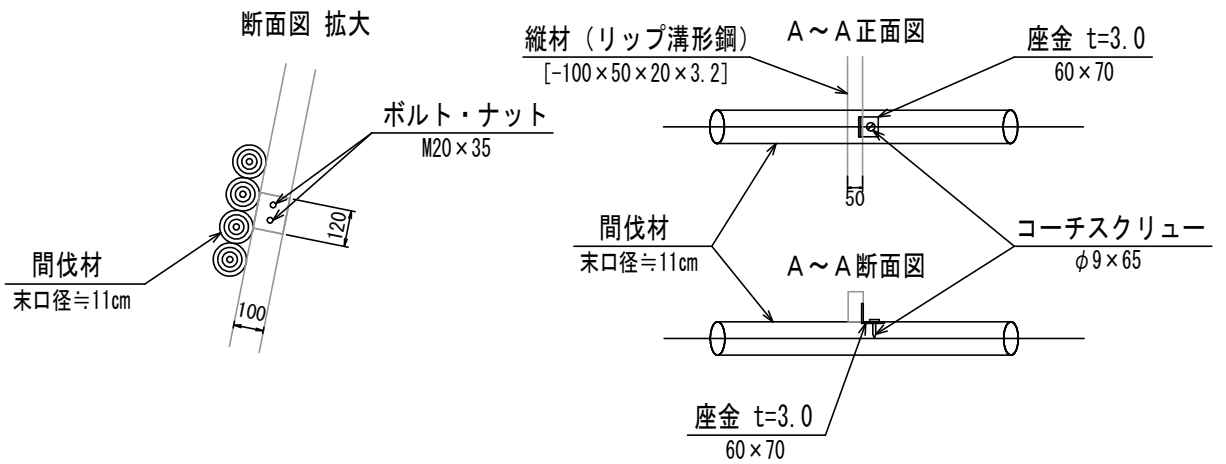 断面図 拡大
ボルト・ナット
M20×35
120
間伐材
末口径≒11cm
100
縦材（リップ溝形鋼）
[-100×50×20×3.2]
A～A正面図
座金 t=3.0
60×70
50
間伐材
末口径≒11cm
A～A断面図
コーチスクリュー
φ9×65
座金 t=3.0
60×70